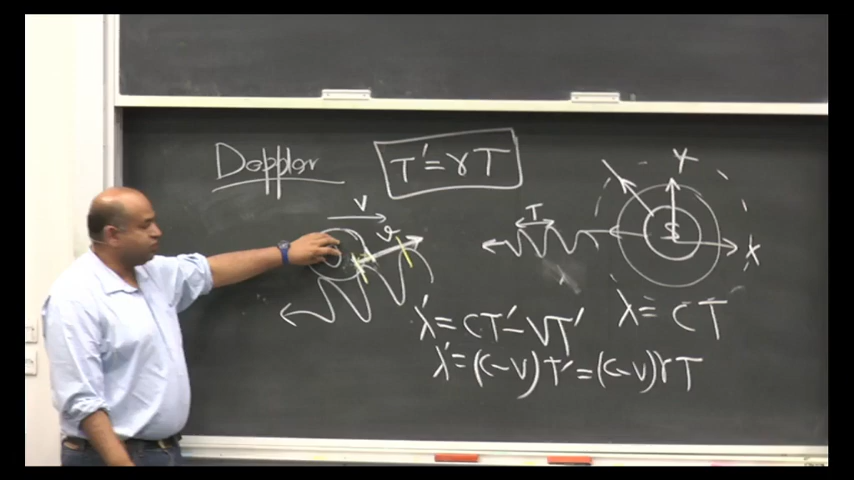 Doppler
T' = γT
V
v
T
Y
S
X
λ' = cT' - VT'
λ = cT
λ' = (c-v)T' = (c-v)γT